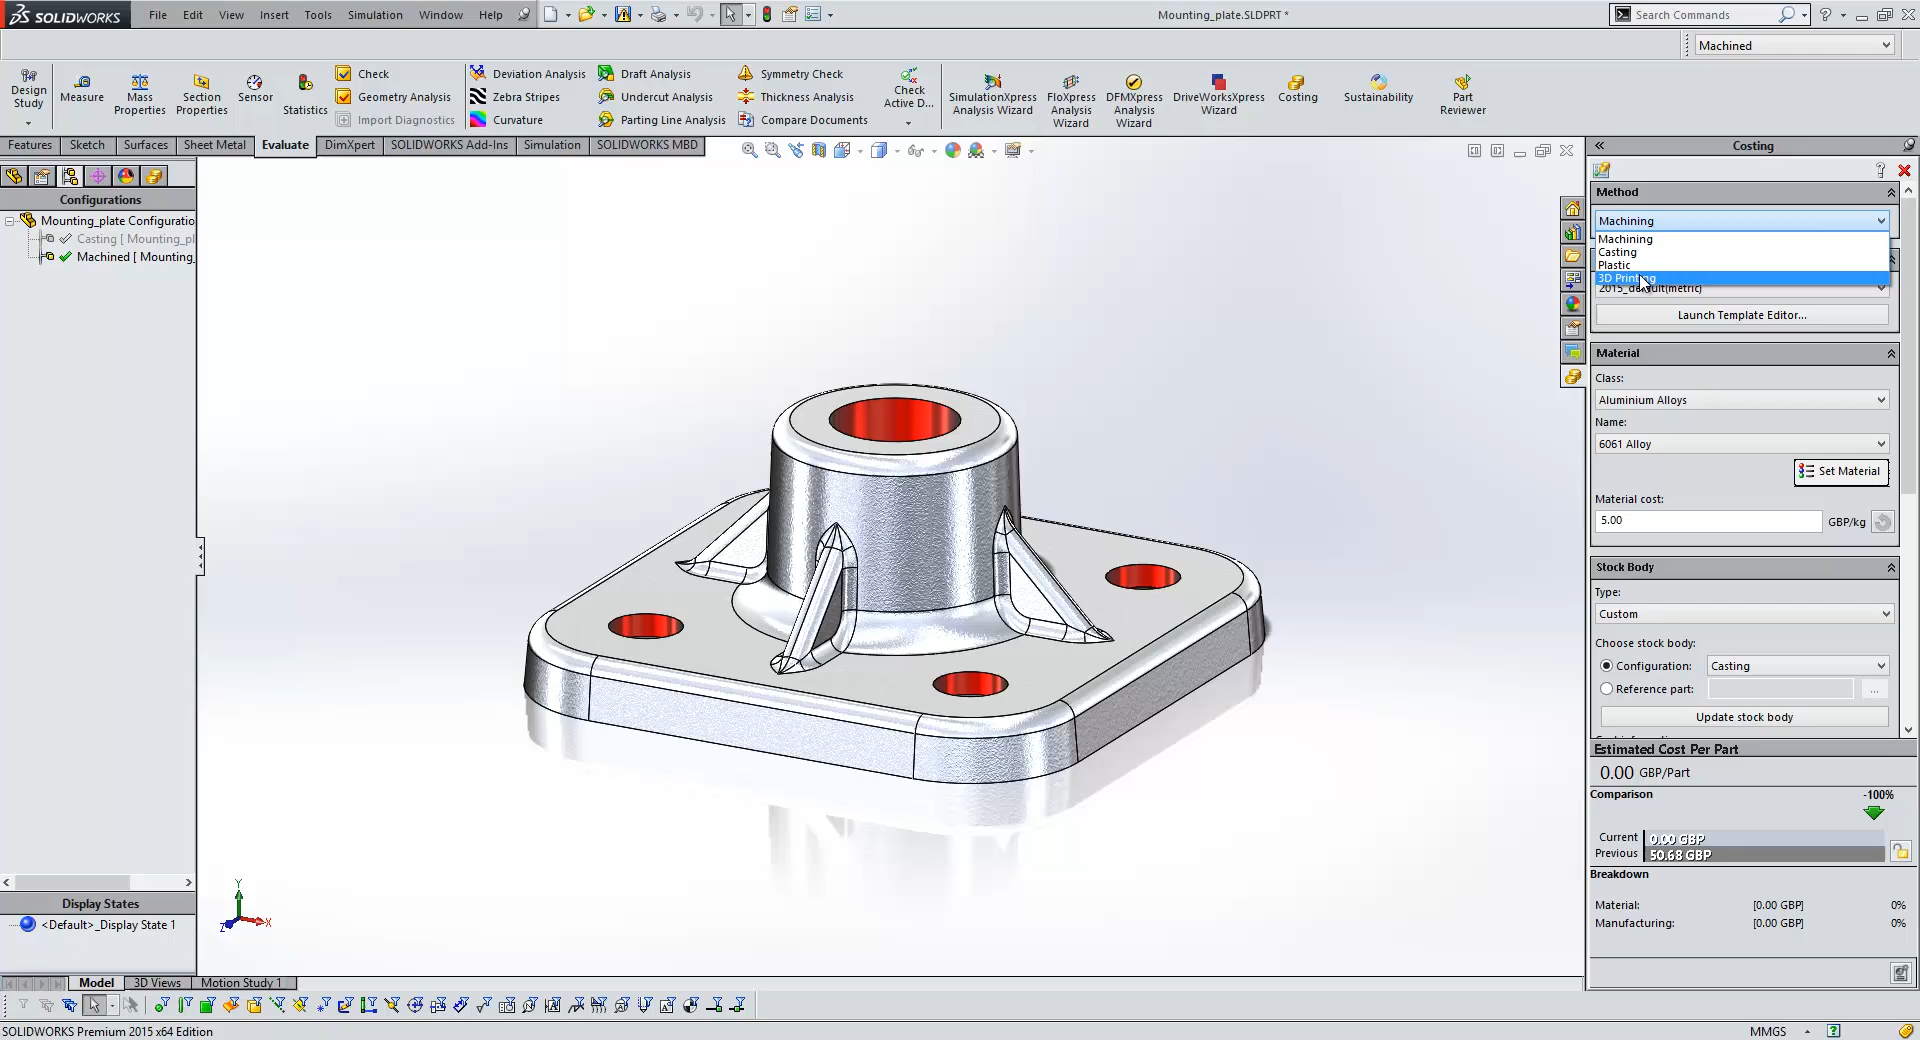 SOLIDWORKS File Edit View Insert Tools Simulation Window Help Mounting_plate.SLDPRT * Search Commands
Machined
Design Study
Measure
Mass Properties
Section Properties
Sensor
Statistics
Check
Geometry Analysis
Import Diagnostics
Deviation Analysis
Zebra Stripes
Curvature
Draft Analysis
Undercut Analysis
Parting Line Analysis
Symmetry Check
Thickness Analysis
Compare Documents
Check Active D...
SimulationXpress Analysis Wizard
FloXpress Analysis Wizard
DFMXpress Analysis Wizard
DriveWorksXpress Wizard
Costing
Sustainability
Part Reviewer
Features Sketch Surfaces Sheet Metal Evaluate DimXpert SOLIDWORKS Add-Ins Simulation SOLIDWORKS MBD
Configurations
Mounting_plate Configuratio
Casting [ Mounting_pl
Machined [ Mounting_
Display States
<Default>_Display State 1
Y
X
Z
Costing
Method
Machining
Machining
Casting
Plastic
3D Printing
2015_default(metric)
Launch Template Editor...
Material
Class:
Aluminium Alloys
Name:
6061 Alloy
Set Material
Material cost:
5.00 GBP/kg
Stock Body
Type:
Custom
Choose stock body:
Configuration: Casting
Reference part: ...
Update stock body
Estimated Cost Per Part
0.00 GBP/Part
Comparison -100%
Current 0.00 GBP
Previous 50.68 GBP
Breakdown
Material: [0.00 GBP] 0%
Manufacturing: [0.00 GBP] 0%
Model 3D Views Motion Study 1
SOLIDWORKS Premium 2015 x64 Edition MMGS